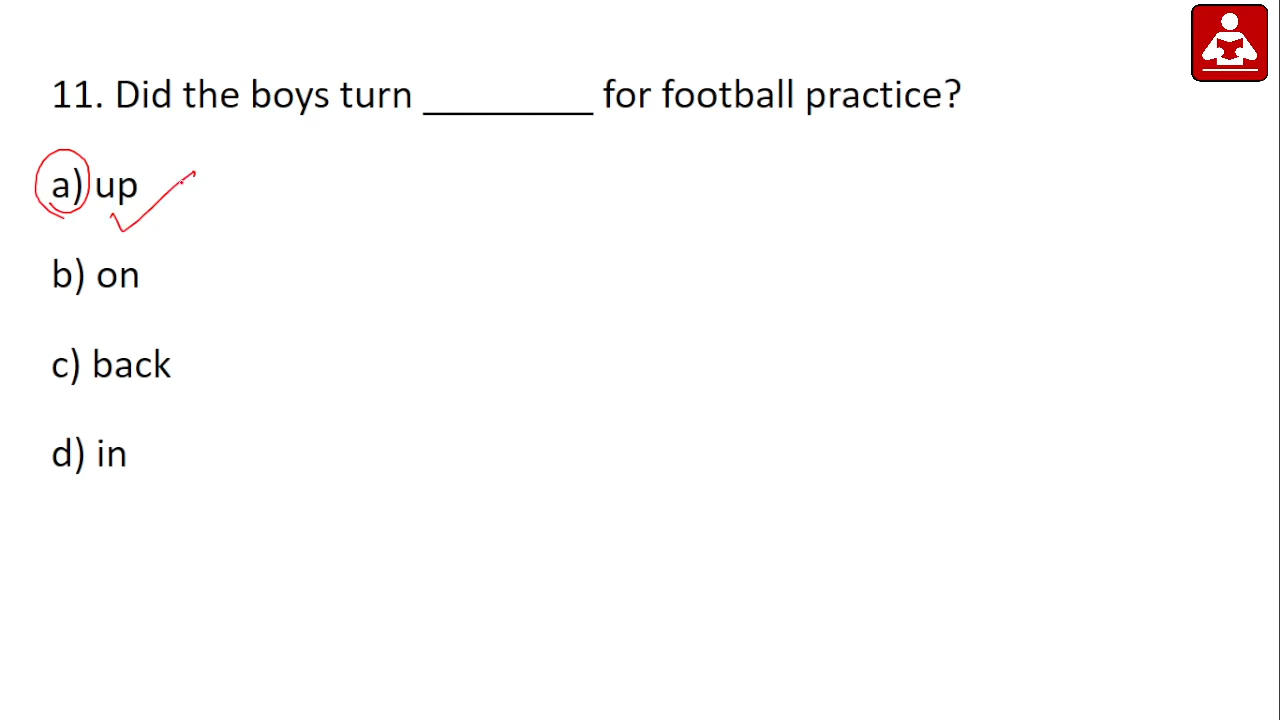 11. Did the boys turn _________ for football practice?
a) up
b) on
c) back
d) in